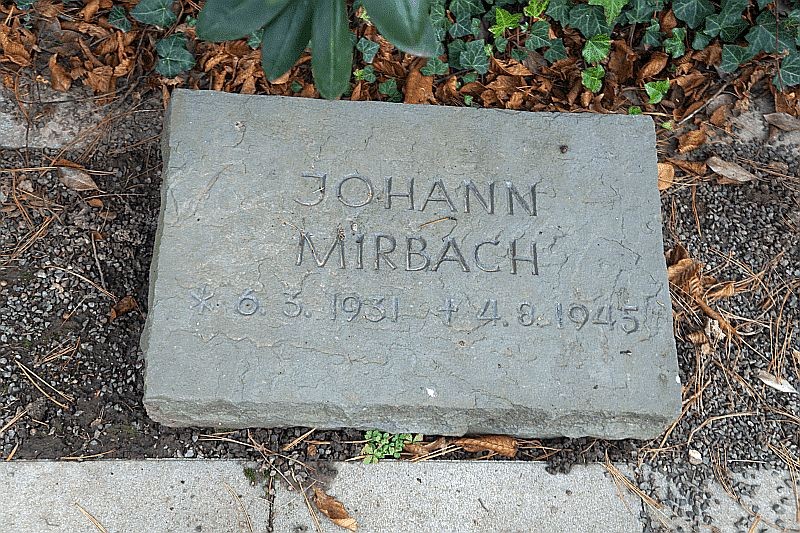 JOHANN
MIRBACH
* 6. 3. 1931 + 4. 8. 1945